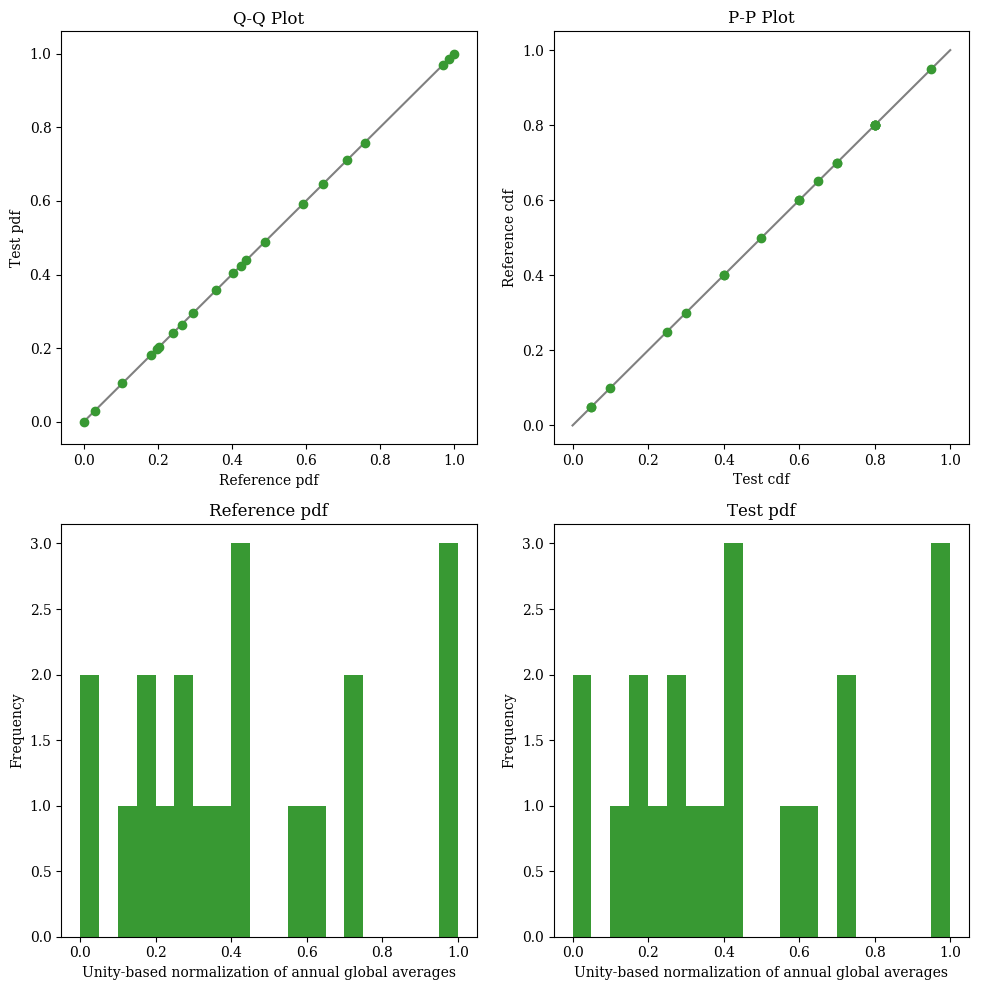 Q-Q Plot
1.0
0.8
0.6
0.4
0.2
0.0
Test pdf
0.0 0.2 0.4 0.6 0.8 1.0
Reference pdf
P-P Plot
1.0
0.8
0.6
0.4
0.2
0.0
Reference cdf
0.0 0.2 0.4 0.6 0.8 1.0
Test cdf
Reference pdf
3.0
2.5
2.0
1.5
1.0
0.5
0.0
Frequency
0.0 0.2 0.4 0.6 0.8 1.0
Unity-based normalization of annual global averages
Test pdf
3.0
2.5
2.0
1.5
1.0
0.5
0.0
Frequency
0.0 0.2 0.4 0.6 0.8 1.0
Unity-based normalization of annual global averages